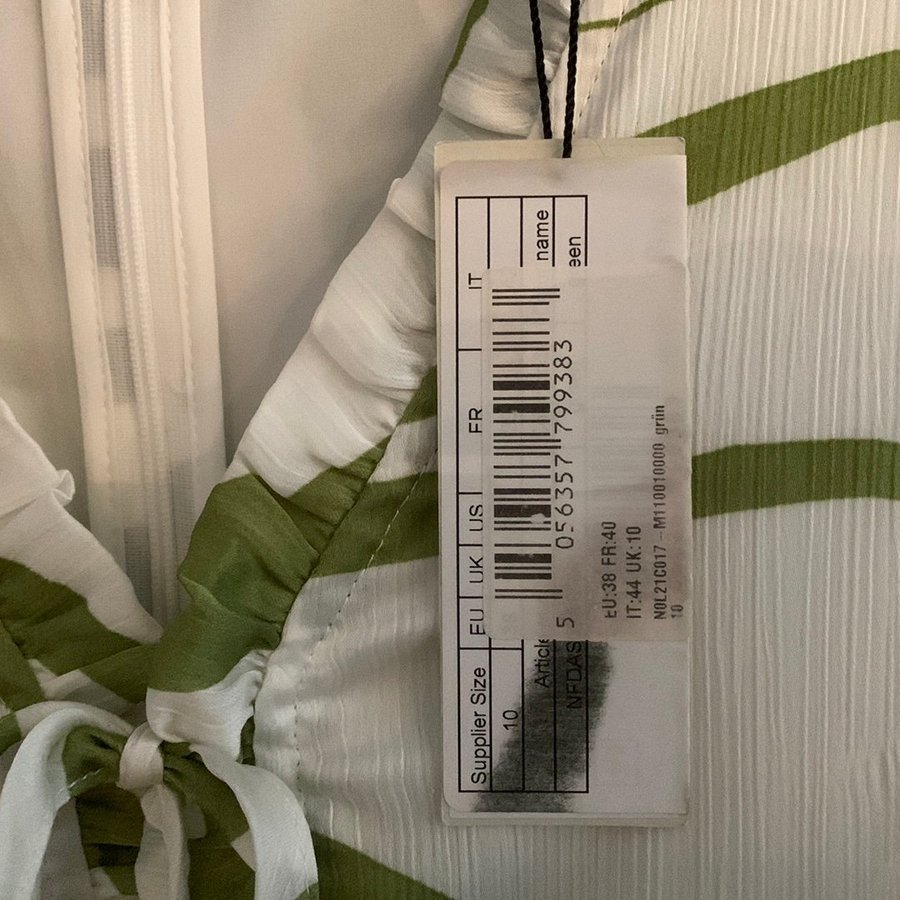 Supplier Size EU UK US FR IT
10
Article name
NFDAS een
5 056357 799383
EU:38 FR:40
IT:44 UK:10
N0L21C017 -M110010000 grün
10